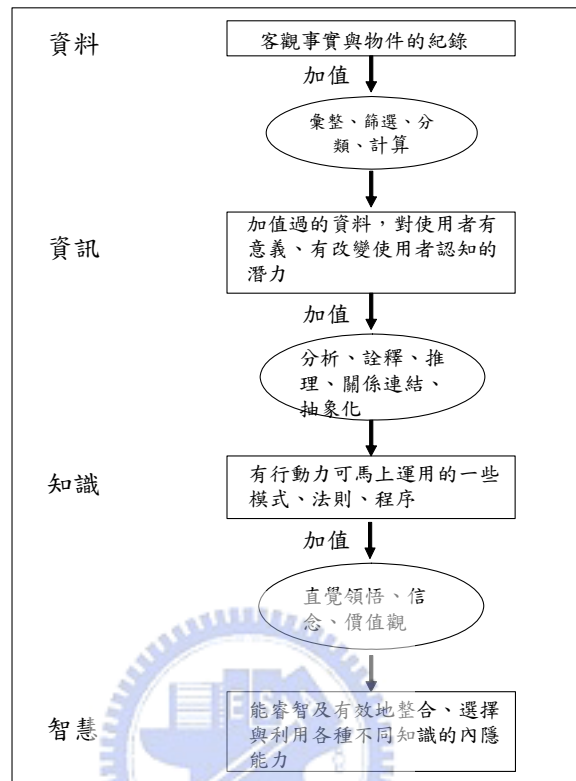 資料
客觀事實與物件的紀錄
加值
彙整、篩選、分
類、計算
資訊
加值過的資料，對使用者有
意義、有改變使用者認知的
潛力
加值
分析、詮釋、推
理、關係連結、
抽象化
知識
有行動力可馬上運用的一些
模式、法則、程序
加值
直覺領悟、信
念、價值觀
智慧
能睿智及有效地整合、選擇
與利用各種不同知識的內隱
能力